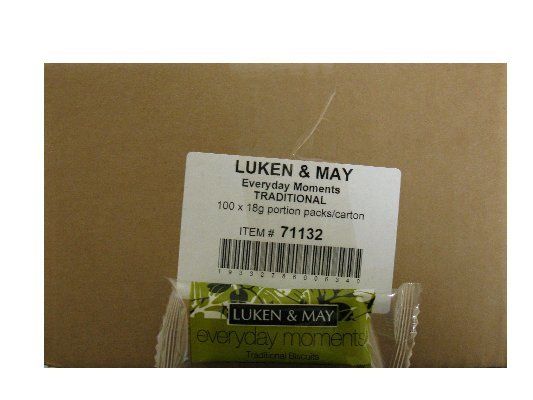 LUKEN & MAY
Everyday Moments
TRADITIONAL
100 x 18g portion packs/carton
ITEM # 71132
LUKEN & MAY
everyday moments
Traditional Biscuits